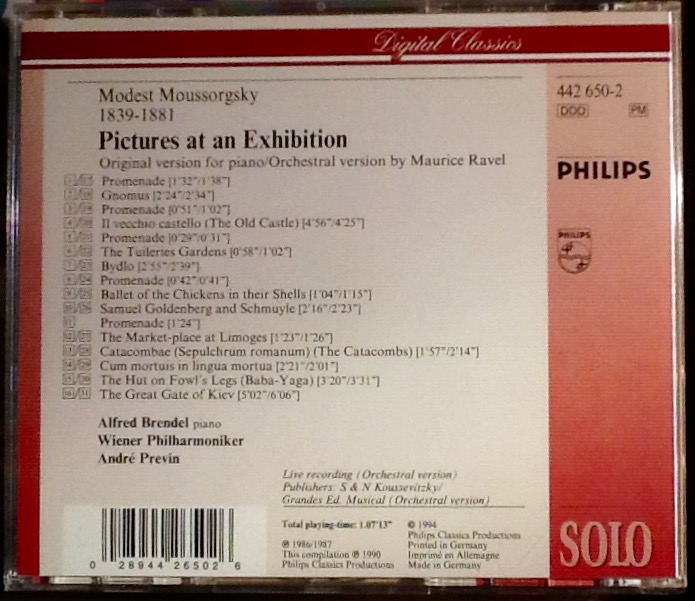 Digital Classics
Modest Moussorgsky
1839-1881
Pictures at an Exhibition
Original version for piano/Orchestral version by Maurice Ravel
Promenade [1'32"/1'38"]
Gnomus [2'24"/2'34"]
Promenade [0'51"/1'02"]
Il vecchio castello (The Old Castle) [4'56"/4'25"]
Promenade [0'29"/0'31"]
The Tuileries Gardens [0'58"/1'02"]
Bydlo [2'55"/2'39"]
Promenade [0'42"/0'41"]
Ballet of the Chickens in their Shells [1'04"/1'15"]
Samuel Goldenberg and Schmuyle [2'16"/2'23"]
Promenade [1'24"]
The Market-place at Limoges [1'23"/1'26"]
Catacombae (Sepulchrum romanum) (The Catacombs) [1'57"/2'14"]
Cum mortuis in lingua mortua [2'21"/2'01"]
The Hut on Fowl's Legs (Baba-Yaga) [3'20"/3'31"]
The Great Gate of Kiev [5'02"/6'06"]
Alfred Brendel piano
Wiener Philharmoniker
André Previn
Live recording (Orchestral version)
Publishers: S & N Koussevitzky/
Grandes Ed. Musical (Orchestral version)
Total playing-time: 1.07'13"
℗ 1986/1987
This compilation ℗ 1990
Philips Classics Productions
© 1994
Philips Classics Productions
Printed in Germany
Imprimé en Allemagne
Made in Germany
0 28944 26502 6
442 650-2
DDD PM
PHILIPS
PHILIPS
SOLO